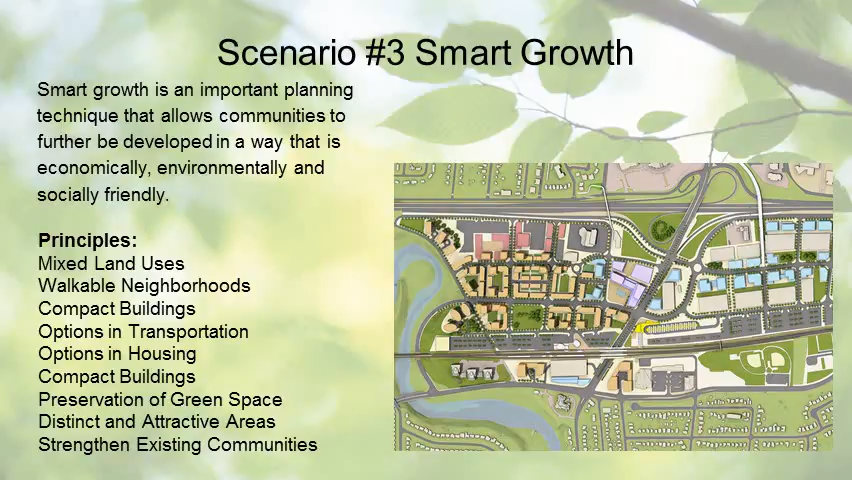 Scenario #3 Smart Growth
Smart growth is an important planning
technique that allows communities to
further be developed in a way that is
economically, environmentally and
socially friendly.
Principles:
Mixed Land Uses
Walkable Neighborhoods
Compact Buildings
Options in Transportation
Options in Housing
Compact Buildings
Preservation of Green Space
Distinct and Attractive Areas
Strengthen Existing Communities